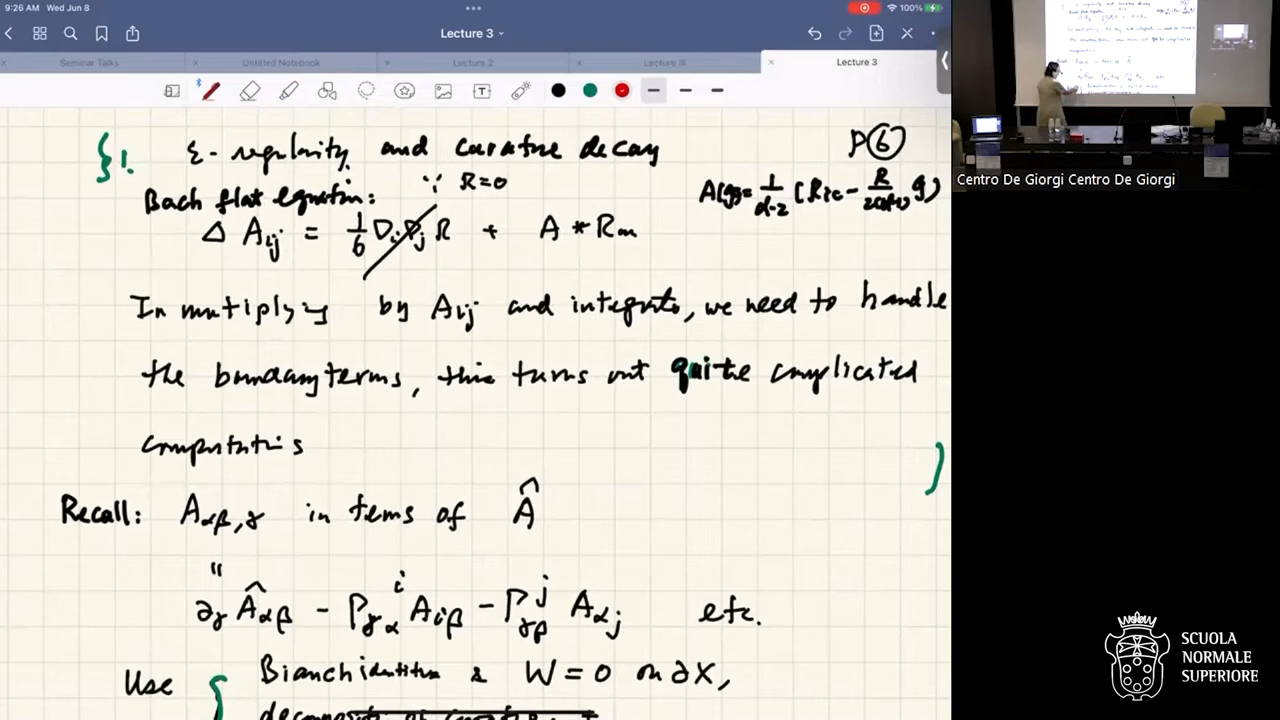 9:26 AM Wed Jun 8
100%
Lecture 3
Seminar Talks
Untitled Notebook
Lecture 2
Lecture III
Lecture 3
§1. ε-regularity and curvature decay
P⑥
Bach flat equation: ∵ R=0
A(g)=1/(d-2) (Ric - R/(2(d-1)) g)
Δ A_ij = 1/6 ∇_i ∇_j R + A * Rm
In multiplying by A_ij and integrate, we need to handle
the boundary terms, this turns out quite complicated
computations
Recall: A_αβ,γ in terms of Â
"
∂_γ Â_αβ - Γ_γα^i A_iβ - Γ_γβ^j A_αj etc.
Use { Bianchi identities & W = 0 on ∂X,
Centro De Giorgi Centro De Giorgi
SCUOLA
NORMALE
SUPERIORE